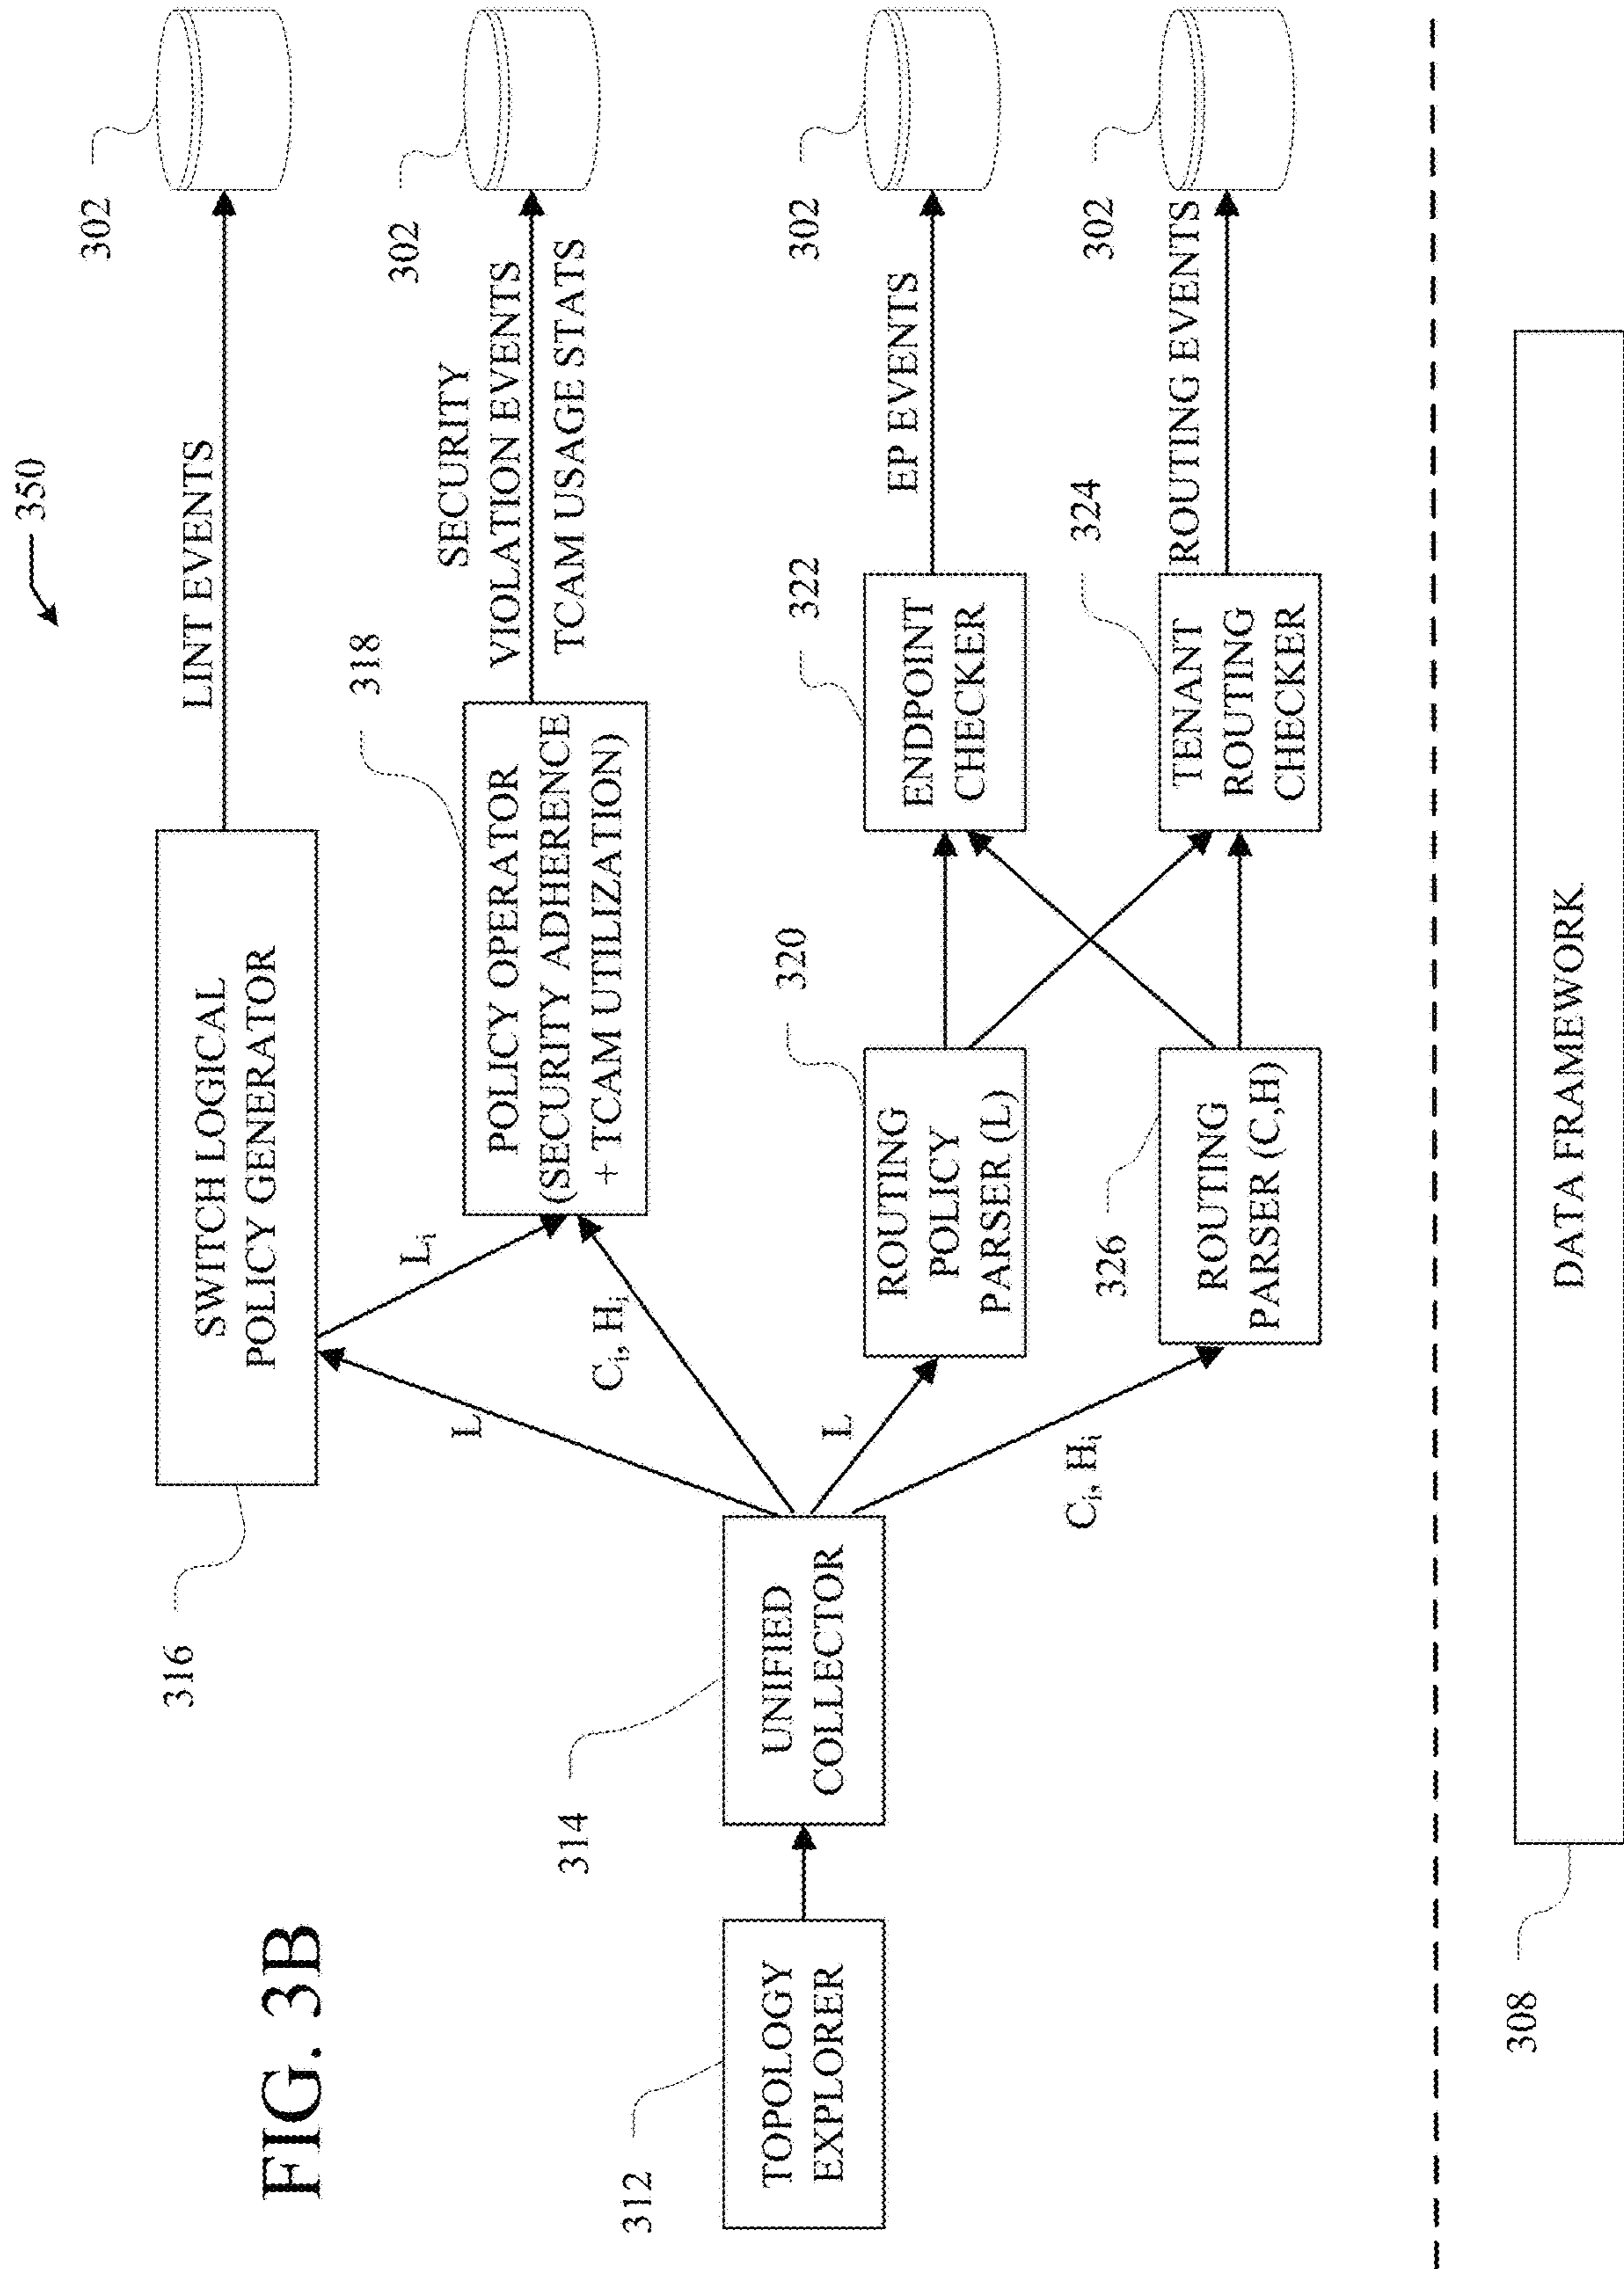 FIG. 3B
350
LINT EVENTS
302
SWITCH LOGICAL
POLICY GENERATOR
316
L
Li
318
POLICY OPERATOR
(SECURITY ADHERENCE
+ TCAM UTILIZATION)
SECURITY
VIOLATION EVENTS
TCAM USAGE STATS
302
Ci, Hi
312
TOPOLOGY
EXPLORER
314
UNIFIED
COLLECTOR
L
320
ROUTING
POLICY
PARSER (L)
322
ENDPOINT
CHECKER
EP EVENTS
302
Ci, Hi
326
ROUTING
PARSER (C,H)
324
TENANT
ROUTING
CHECKER
ROUTING EVENTS
302
308
DATA FRAMEWORK